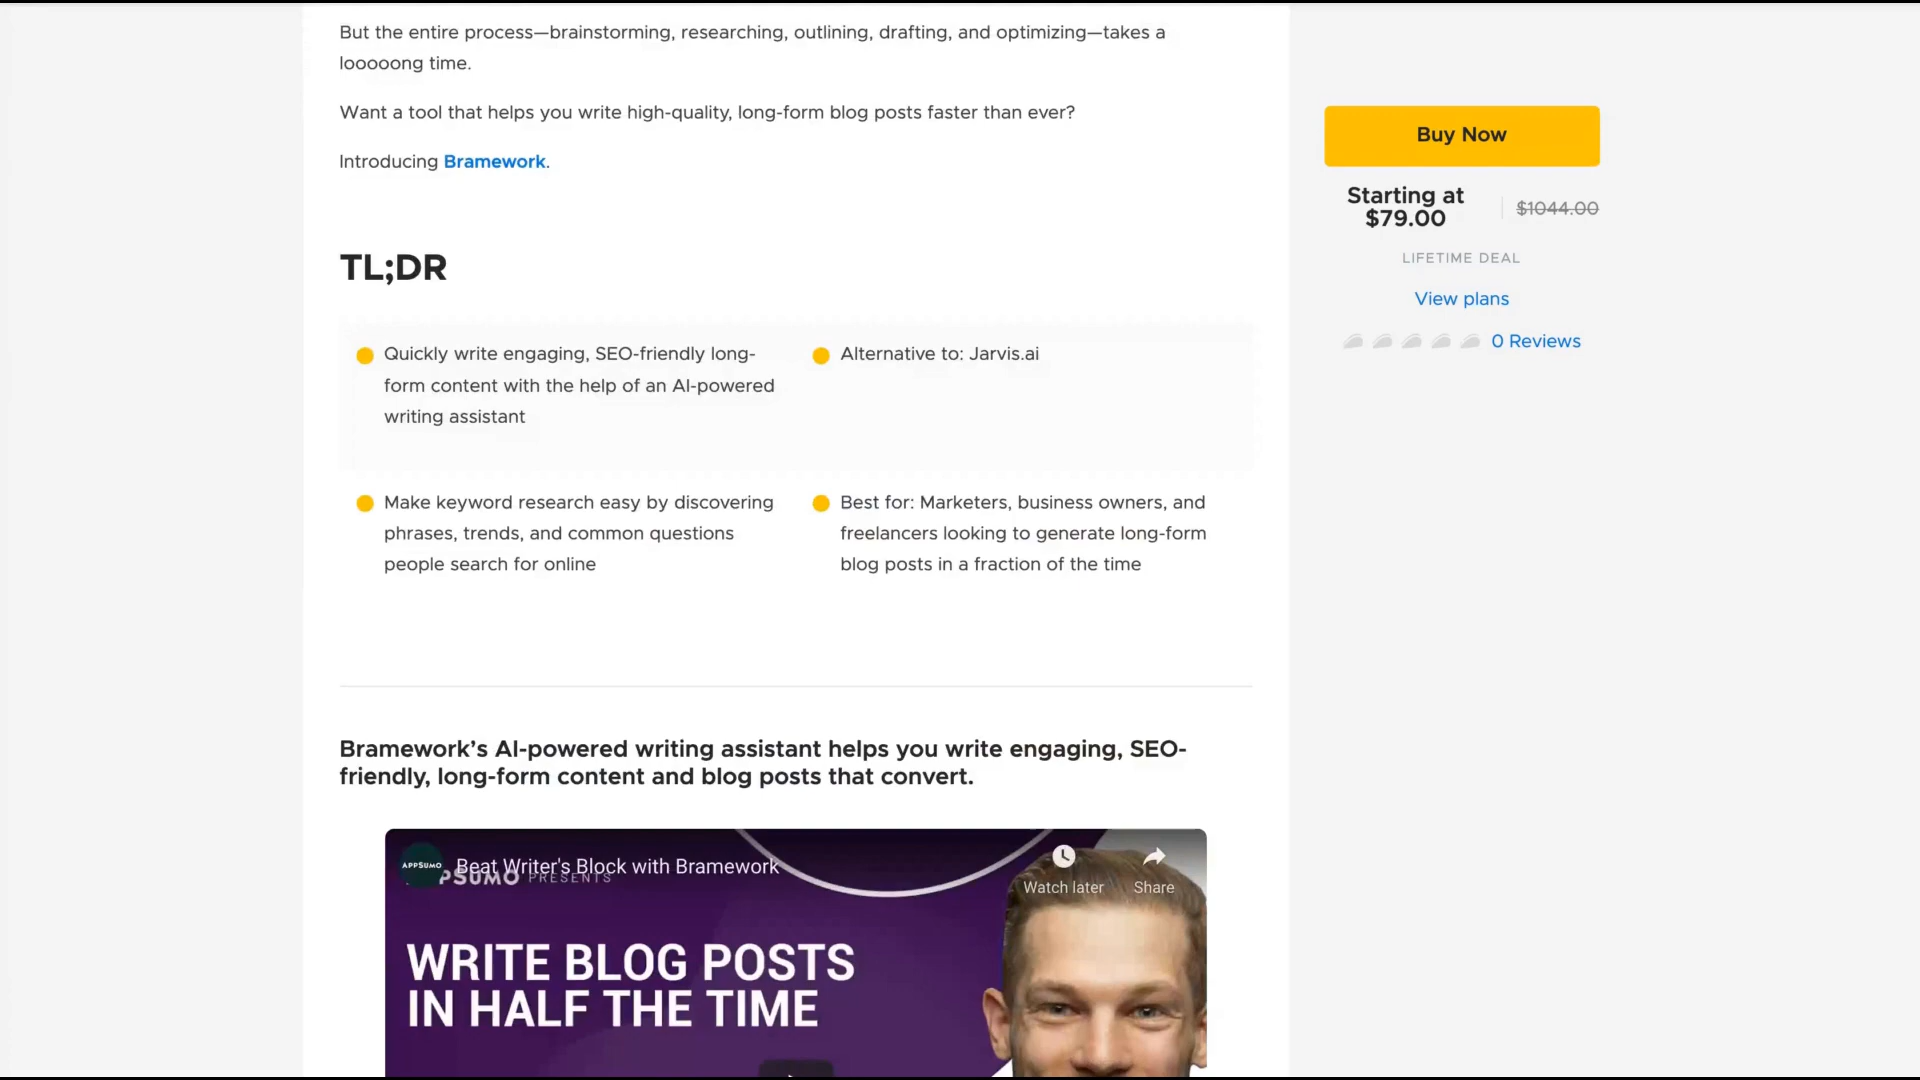 But the entire process—brainstorming, researching, outlining, drafting, and optimizing—takes a
looooong time.
Want a tool that helps you write high-quality, long-form blog posts faster than ever?
Introducing Bramework.
Buy Now
Starting at
$79.00
$1044.00
LIFETIME DEAL
View plans
0 Reviews
TL;DR
Quickly write engaging, SEO-friendly long-
form content with the help of an AI-powered
writing assistant
Alternative to: Jarvis.ai
Make keyword research easy by discovering
phrases, trends, and common questions
people search for online
Best for: Marketers, business owners, and
freelancers looking to generate long-form
blog posts in a fraction of the time
Bramework’s AI-powered writing assistant helps you write engaging, SEO-
friendly, long-form content and blog posts that convert.
APPSUMO
Beat Writer's Block with Bramework
PRESENTS
Watch later
Share
WRITE BLOG POSTS
IN HALF THE TIME